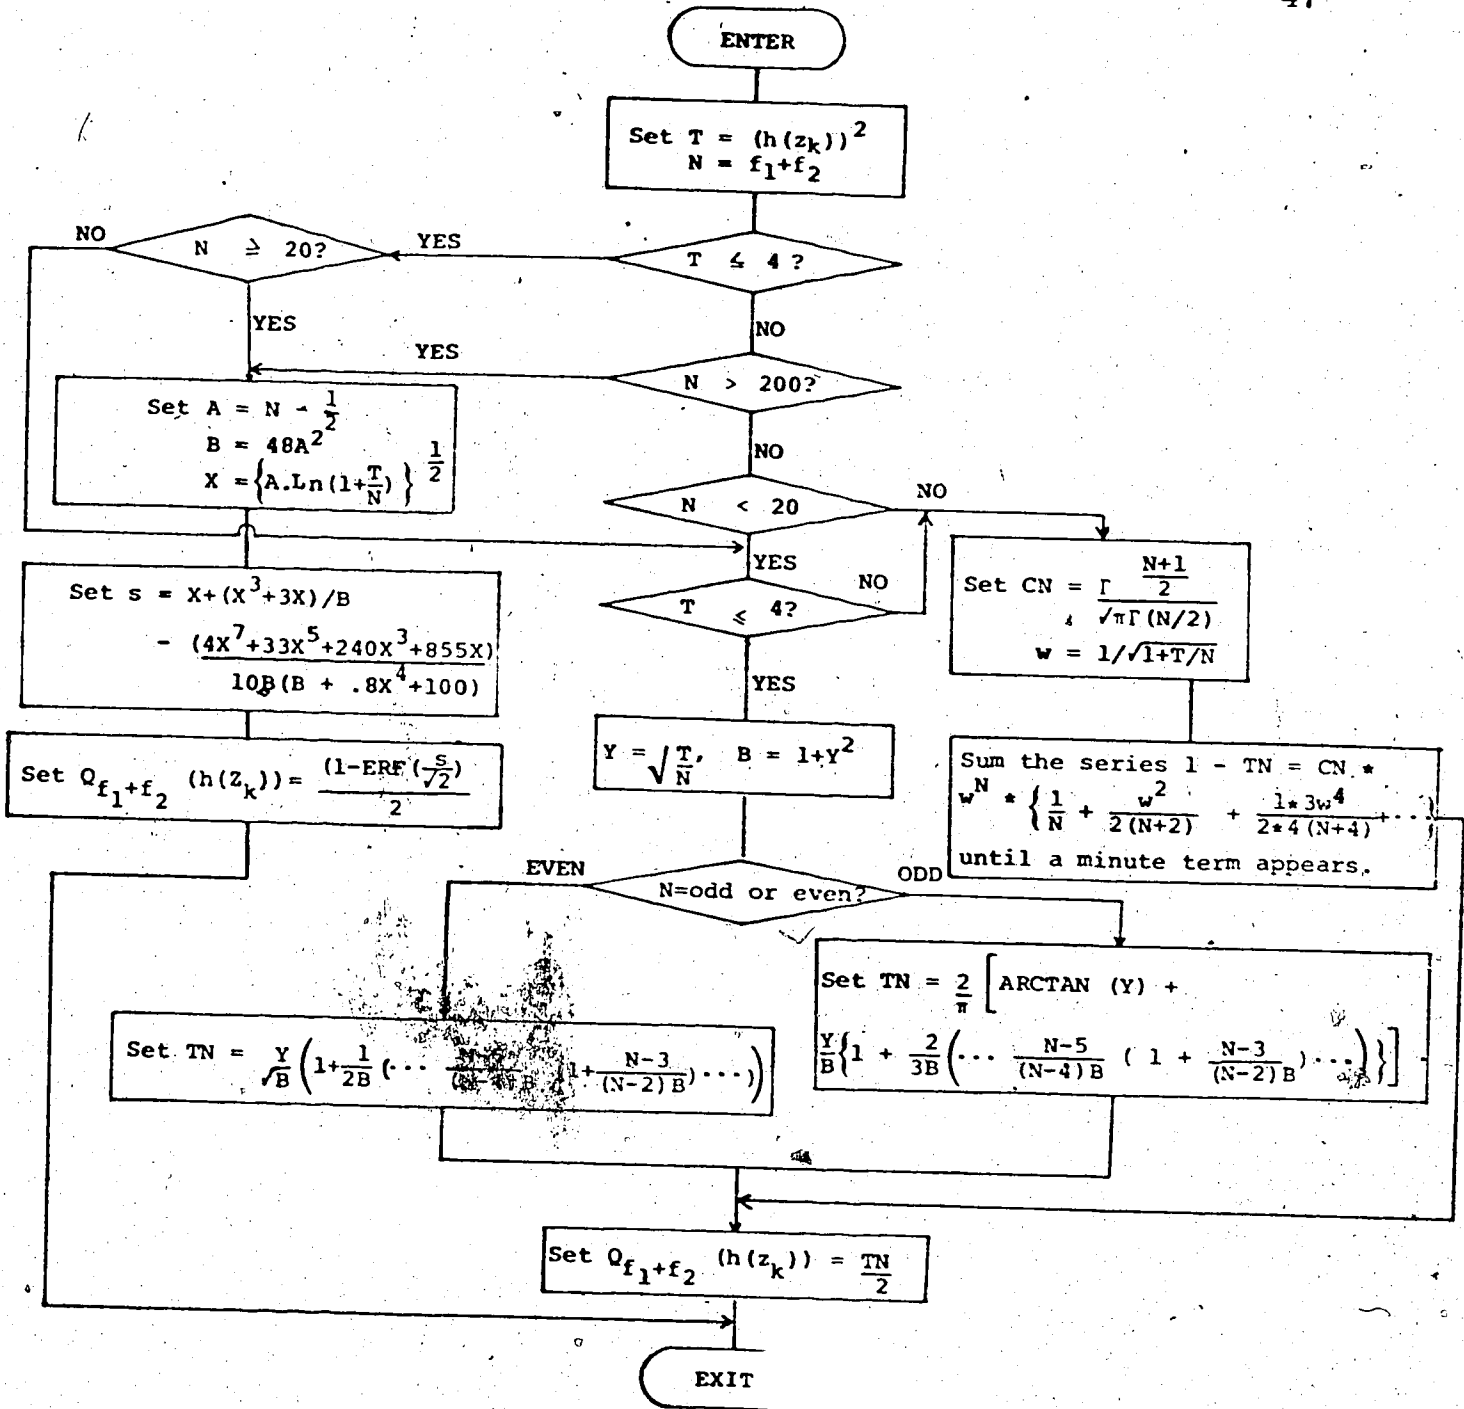 47
ENTER
Set T = (h(z_k))^2
N = f_1+f_2
NO
N ≥ 20?
YES
T ≤ 4 ?
YES
NO
YES
N > 200?
Set A = N - 1/2
B = 48A^2
X = {A.Ln(1+T/N)}^1/2
NO
N < 20
NO
YES
T ≤ 4?
NO
Set CN = Γ (N+1)/2 / √πΓ(N/2)
w = 1/√1+T/N
Set s = X+(X^3+3X)/B
- (4X^7+33X^5+240X^3+855X)
10B(B + .8X^4+100)
YES
Set Q_f_1+f_2 (h(Z_k)) = (1-ERF(s/√2)) / 2
Y = √T/N, B = 1+Y^2
Sum the series 1 - TN = CN *
w^N * {1/N + w^2/2(N+2) + 1*3w^4/2*4(N+4) + ···}
until a minute term appears.
EVEN
N=odd or even?
ODD
Set TN = 2/π [ARCTAN (Y) +
Y/B {1 + 2/3B (··· N-5/(N-4)B ( 1 + N-3/(N-2)B) ···)}]
Set TN = Y/√B (1+1/2B (··· 1+ N-3/(N-2)B) ···)
Set Q_f_1+f_2 (h(z_k)) = TN/2
EXIT